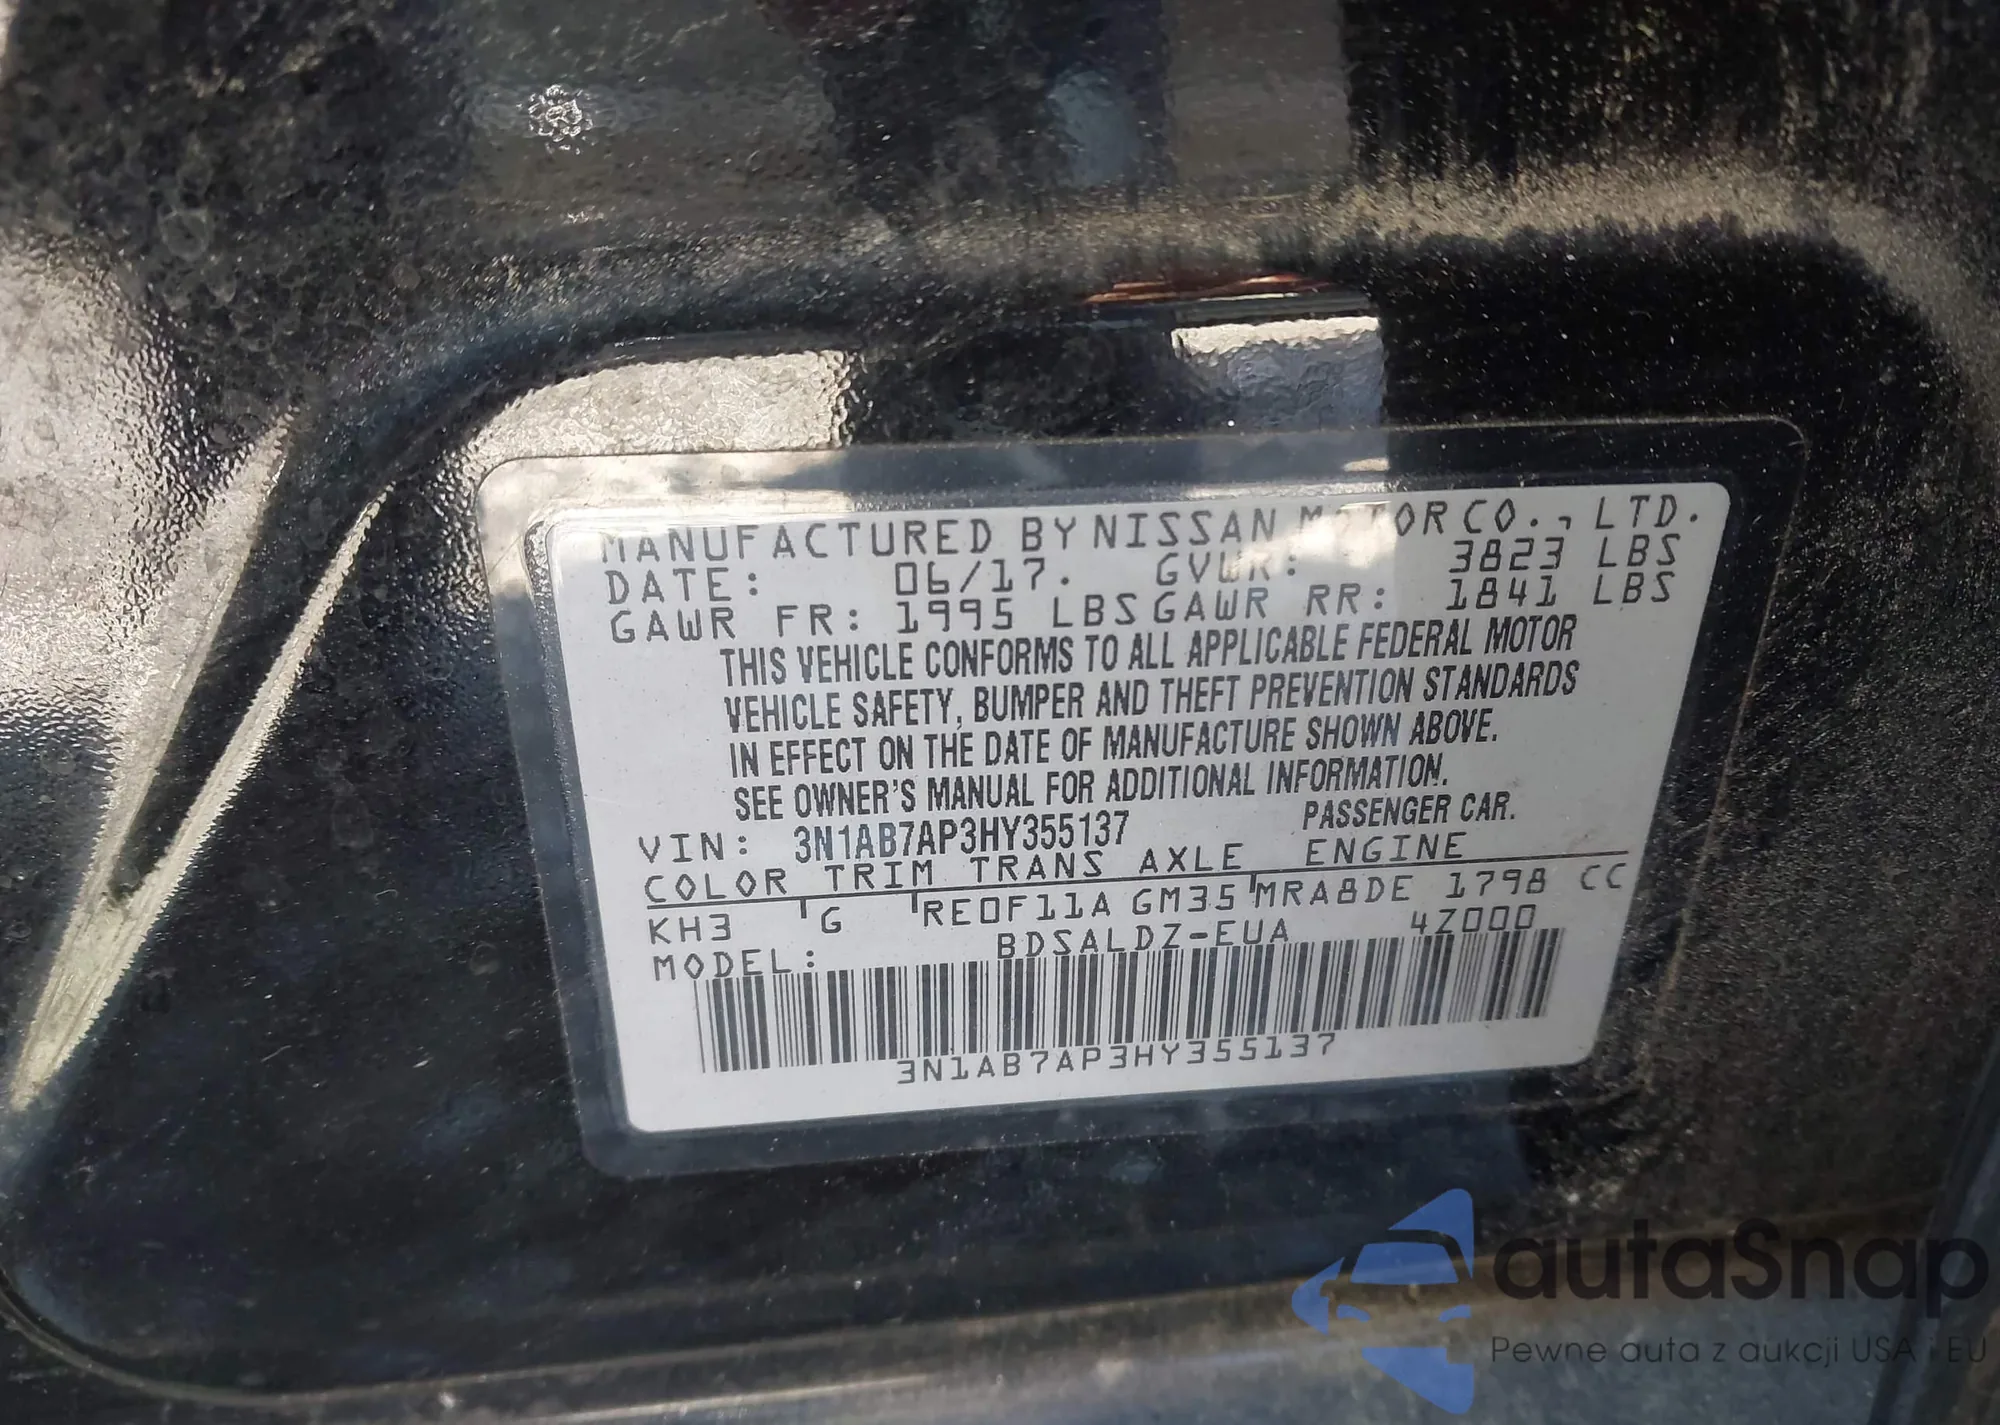 MANUFACTURED BY NISSAN MOTOR CO., LTD.
DATE: 06/17. GVWR: 3823 LBS
GAWR FR: 1995 LBS GAWR RR: 1841 LBS
THIS VEHICLE CONFORMS TO ALL APPLICABLE FEDERAL MOTOR
VEHICLE SAFETY, BUMPER AND THEFT PREVENTION STANDARDS
IN EFFECT ON THE DATE OF MANUFACTURE SHOWN ABOVE.
SEE OWNER'S MANUAL FOR ADDITIONAL INFORMATION.
VIN: 3N1AB7AP3HY355137 PASSENGER CAR.
COLOR TRIM TRANS AXLE ENGINE
KH3 G RE0F11A GM35 MRA8DE 1798 CC
MODEL: BDSALDZ-EUA 4Z000
3N1AB7AP3HY355137
autaSnap
Pewne auta z aukcji USA i EU